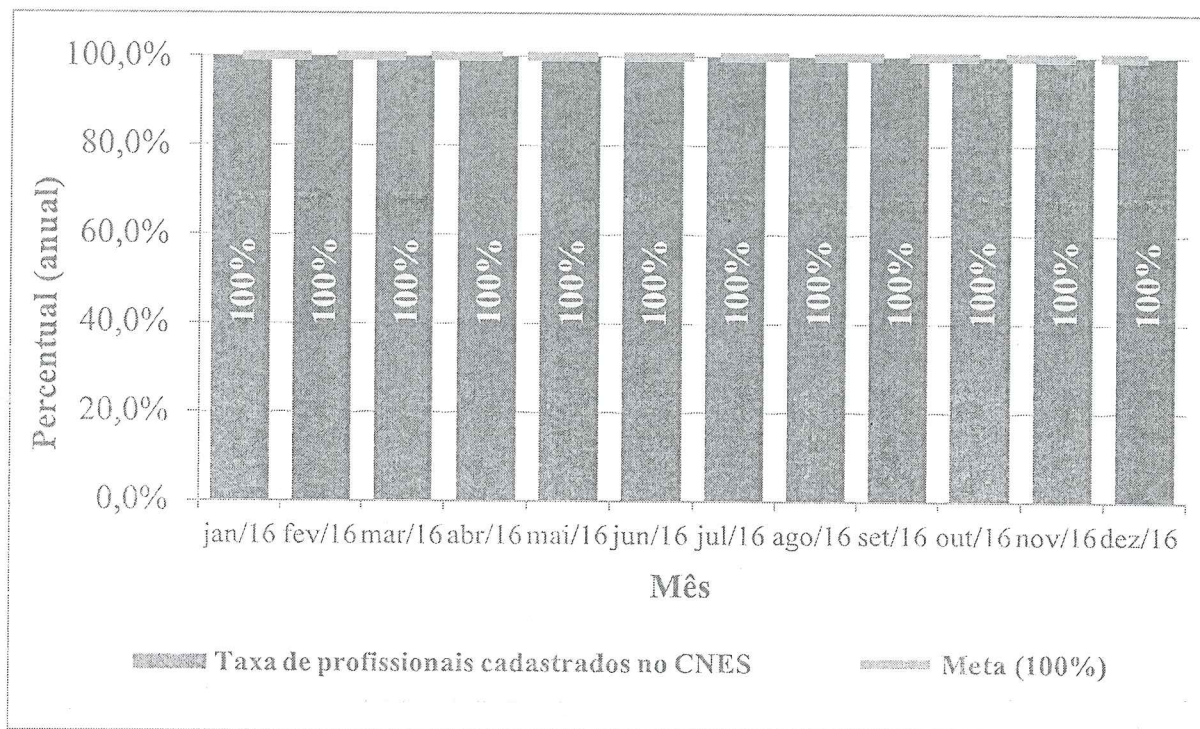 100,0%
80,0%
60,0%
40,0%
20,0%
0,0%
Percentual (anual)
100% 100% 100% 100% 100% 100% 100% 100% 100% 100% 100% 100%
jan/16 fev/16 mar/16 abr/16 mai/16 jun/16 jul/16 ago/16 set/16 out/16 nov/16 dez/16
Mês
Taxa de profissionais cadastrados no CNES Meta (100%)